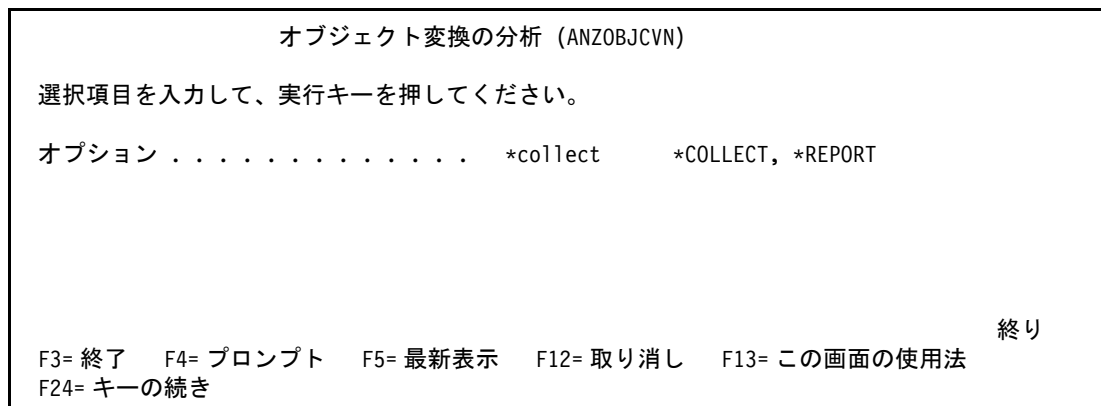 オブジェクト変換の分析 (ANZOBJCVN)
選択項目を入力して、実行キーを押してください。
オプション . . . . . . . . . . . . . *collect *COLLECT, *REPORT
終り
F3= 終了 F4= プロンプト F5= 最新表示 F12= 取り消し F13= この画面の使用法
F24= キーの続き